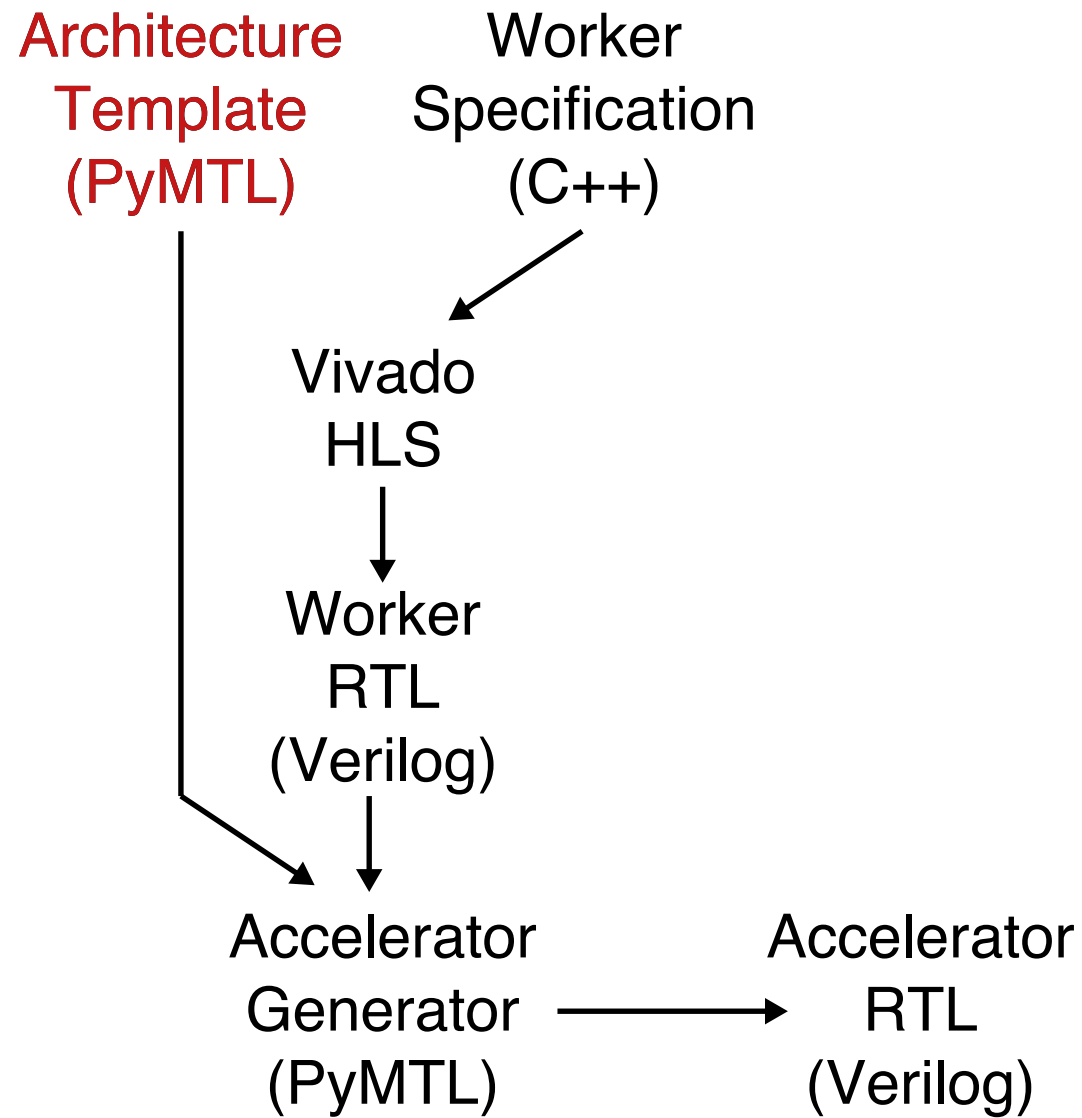 Architecture
Template
(PyMTL)
Worker
Specification
(C++)
Vivado
HLS
Worker
RTL
(Verilog)
Accelerator
Generator
(PyMTL)
Accelerator
RTL
(Verilog)